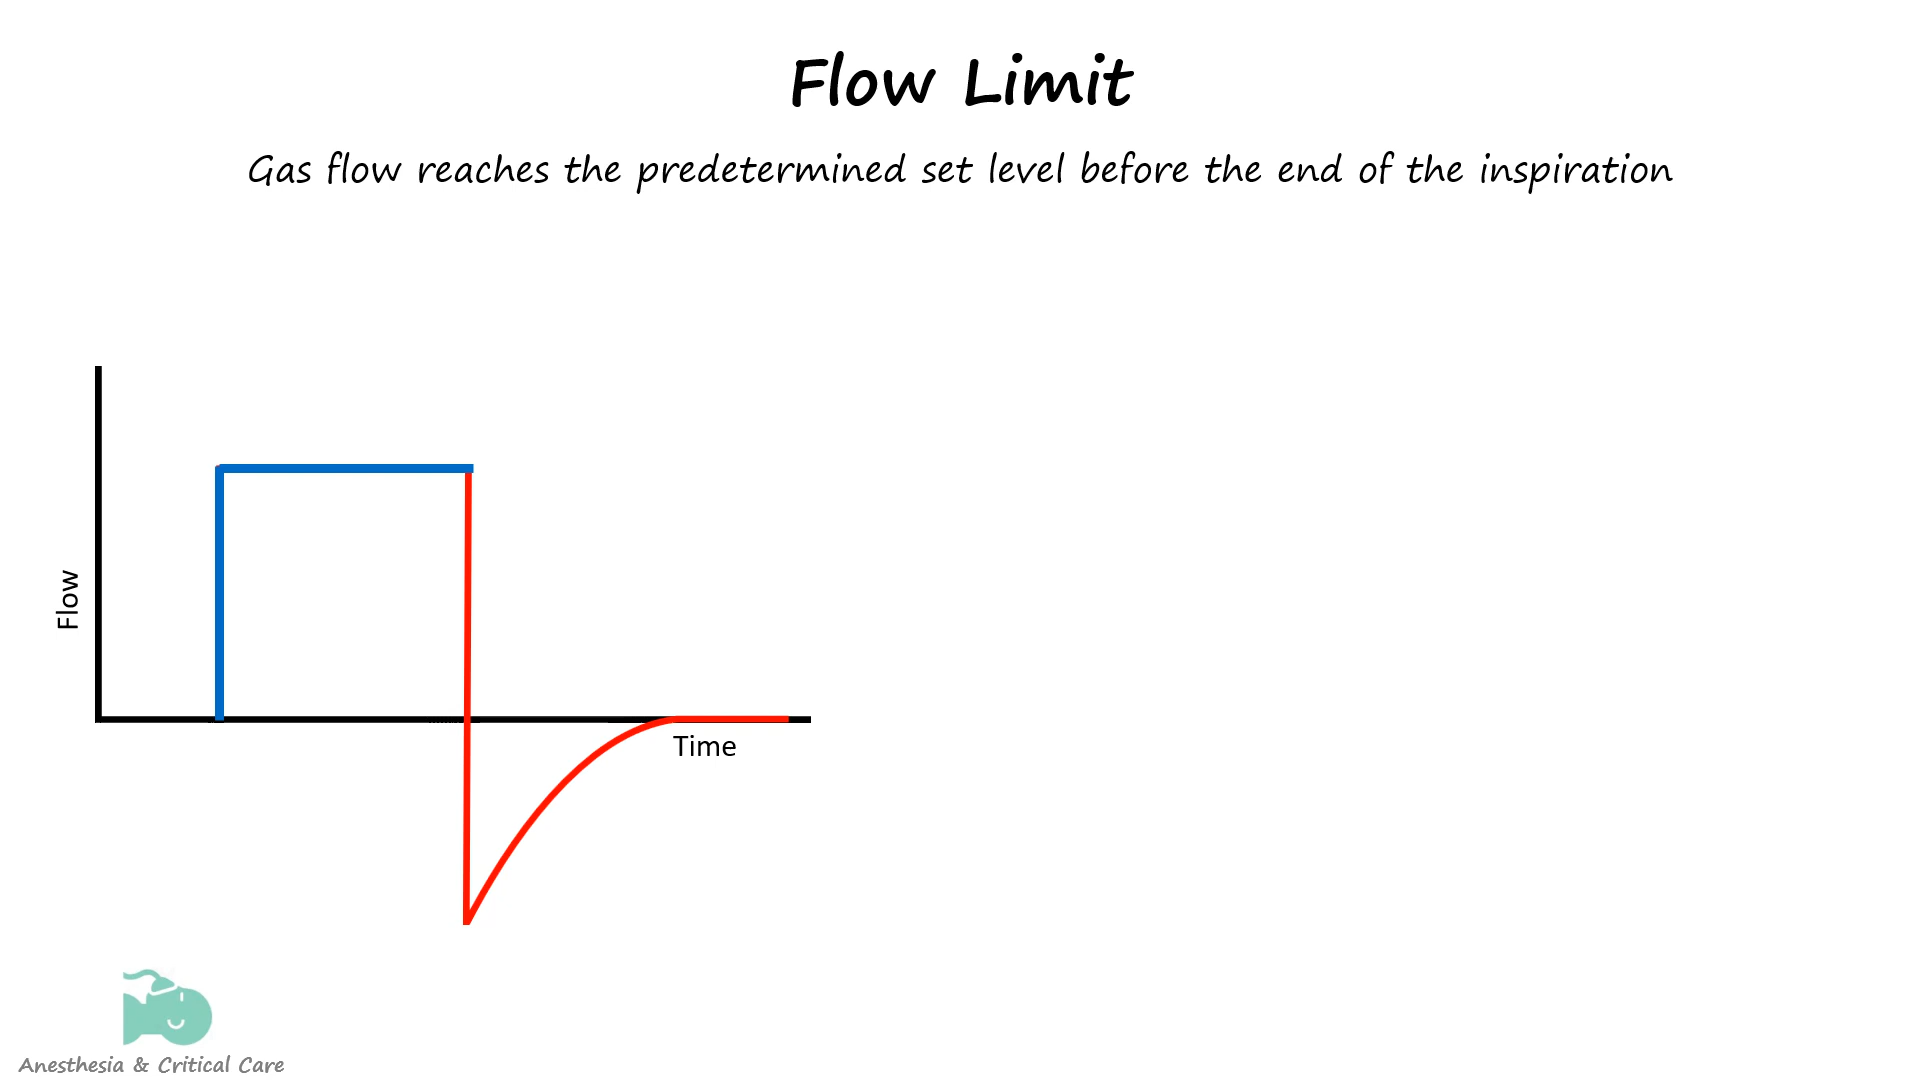 Flow Limit
Gas flow reaches the predetermined set level before the end of the inspiration
Flow
Time
Anesthesia & Critical Care